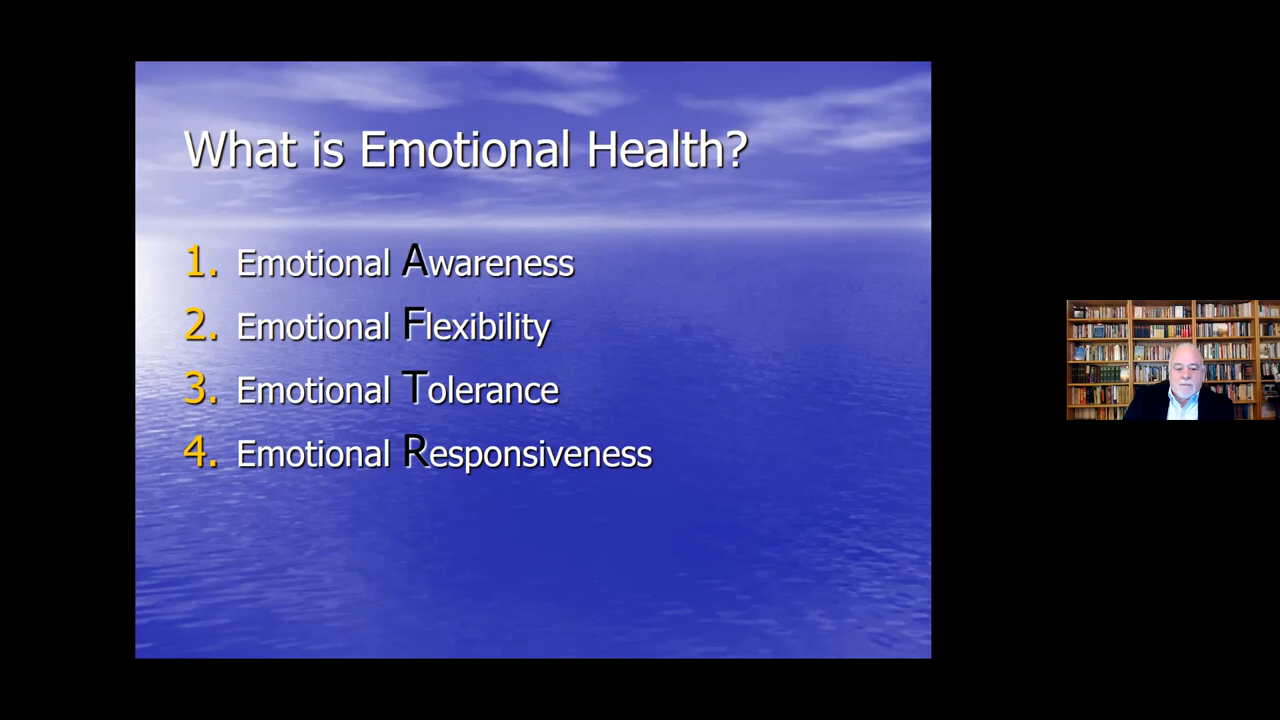 What is Emotional Health?
1. Emotional Awareness
2. Emotional Flexibility
3. Emotional Tolerance
4. Emotional Responsiveness